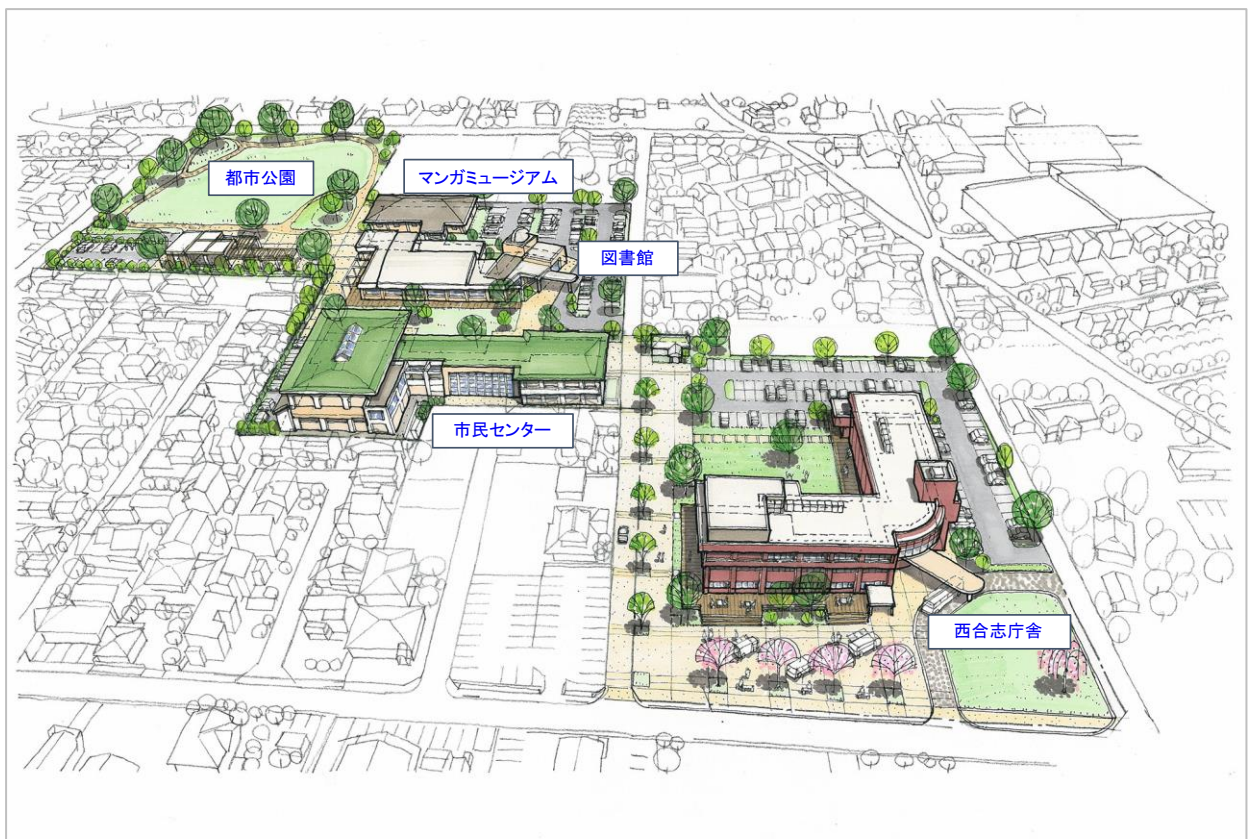 都市公園
マンガミュージアム
図書館
市民センター
西合志庁舎